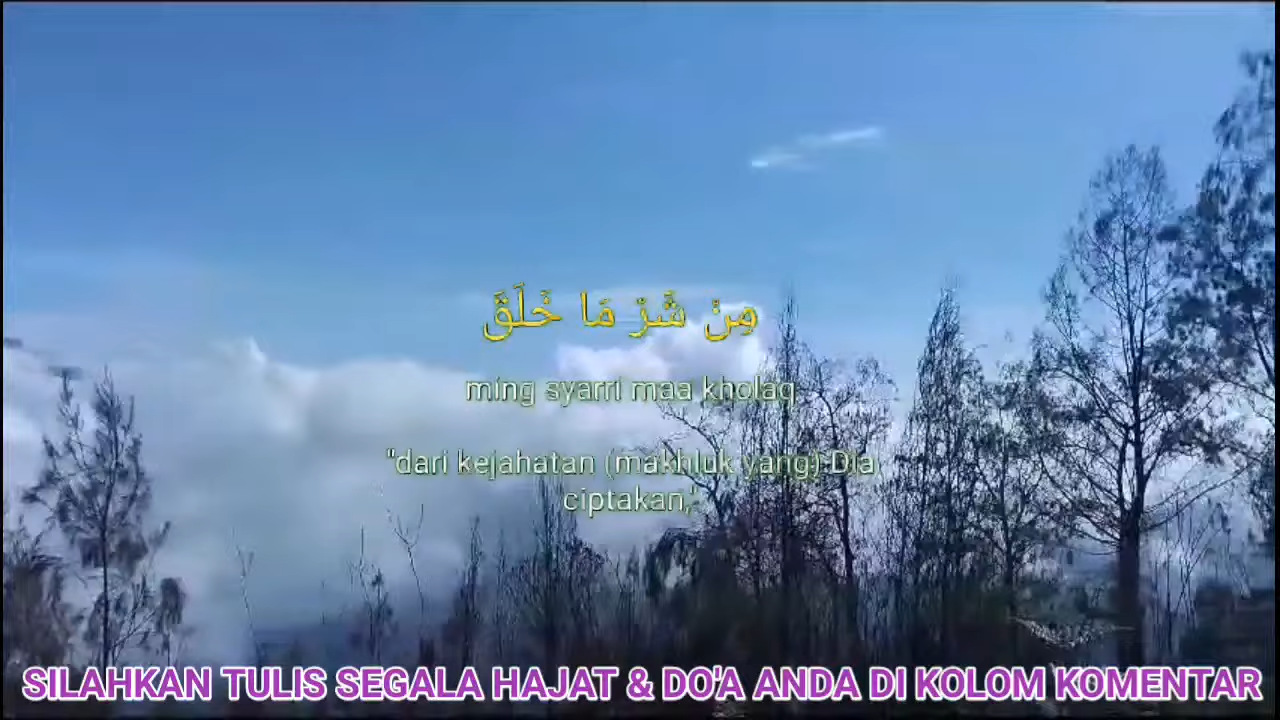 مِنْ شَرِّ مَا خَلَقَ
ming syarri maa kholaq
"dari kejahatan (makhluk yang) Dia
ciptakan,"
SILAHKAN TULIS SEGALA HAJAT & DO'A ANDA DI KOLOM KOMENTAR